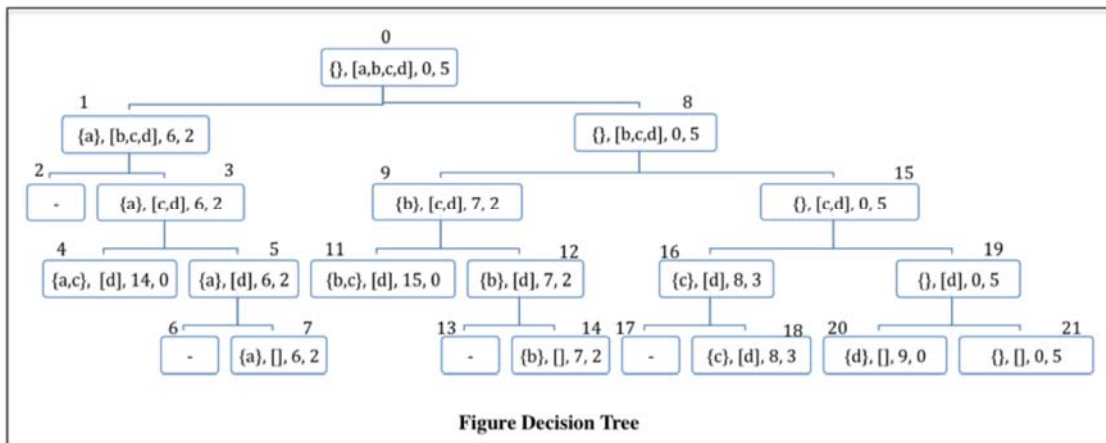 0
{}, [a,b,c,d], 0, 5
1
8
{a}, [b,c,d], 6, 2
{}, [b,c,d], 0, 5
2
3
9
15
-
{a}, [c,d], 6, 2
{b}, [c,d], 7, 2
{}, [c,d], 0, 5
4
5
11
12
16
19
{a,c}, [d], 14, 0
{a}, [d], 6, 2
{b,c}, [d], 15, 0
{b}, [d], 7, 2
{c}, [d], 8, 3
{}, [d], 0, 5
6
7
13
14
17
18
20
21
-
{a}, [], 6, 2
-
{b}, [], 7, 2
-
{c}, [d], 8, 3
{d}, [], 9, 0
{}, [], 0, 5
Figure Decision Tree